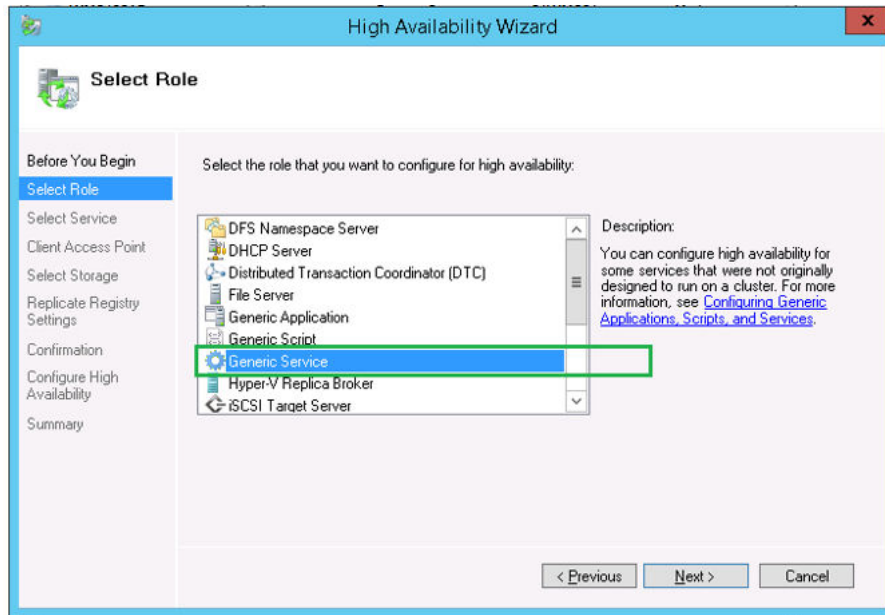 High Availability Wizard
x
Select Role
Before You Begin
Select Role
Select Service
Client Access Point
Select Storage
Replicate Registry
Settings
Confirmation
Configure High
Availability
Summary
Select the role that you want to configure for high availability:
DFS Namespace Server
DHCP Server
Distributed Transaction Coordinator (DTC)
File Server
Generic Application
Generic Script
Generic Service
Hyper-V Replica Broker
iSCSI Target Server
Description:
You can configure high availability for
some services that were not originally
designed to run on a cluster. For more
information, see Configuring Generic
Applications, Scripts, and Services.
< Previous
Next >
Cancel